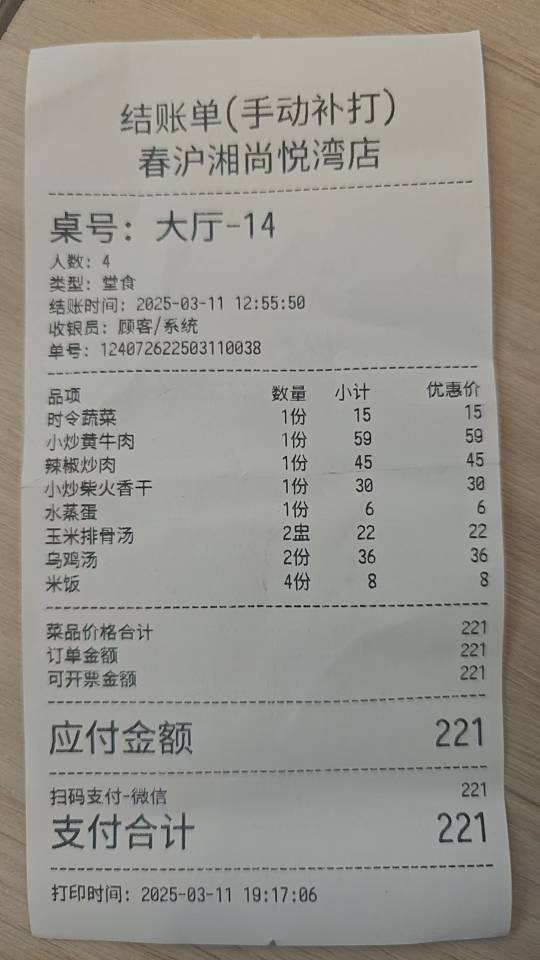 结账单(手动补打)
春沪湘尚悦湾店
桌号: 大厅-14
人数: 4
类型: 堂食
结账时间: 2025-03-11 12:55:50
收银员: 顾客/系统
单号: 124072622503110038
品项 数量 小计 优惠价
时令蔬菜 1份 15 15
小炒黄牛肉 1份 59 59
辣椒炒肉 1份 45 45
小炒柴火香干 1份 30 30
水蒸蛋 1份 6 6
玉米排骨汤 2盅 22 22
乌鸡汤 2份 36 36
米饭 4份 8 8
菜品价格合计 221
订单金额 221
可开票金额 221
应付金额 221
扫码支付-微信 221
支付合计 221
打印时间: 2025-03-11 19:17:06